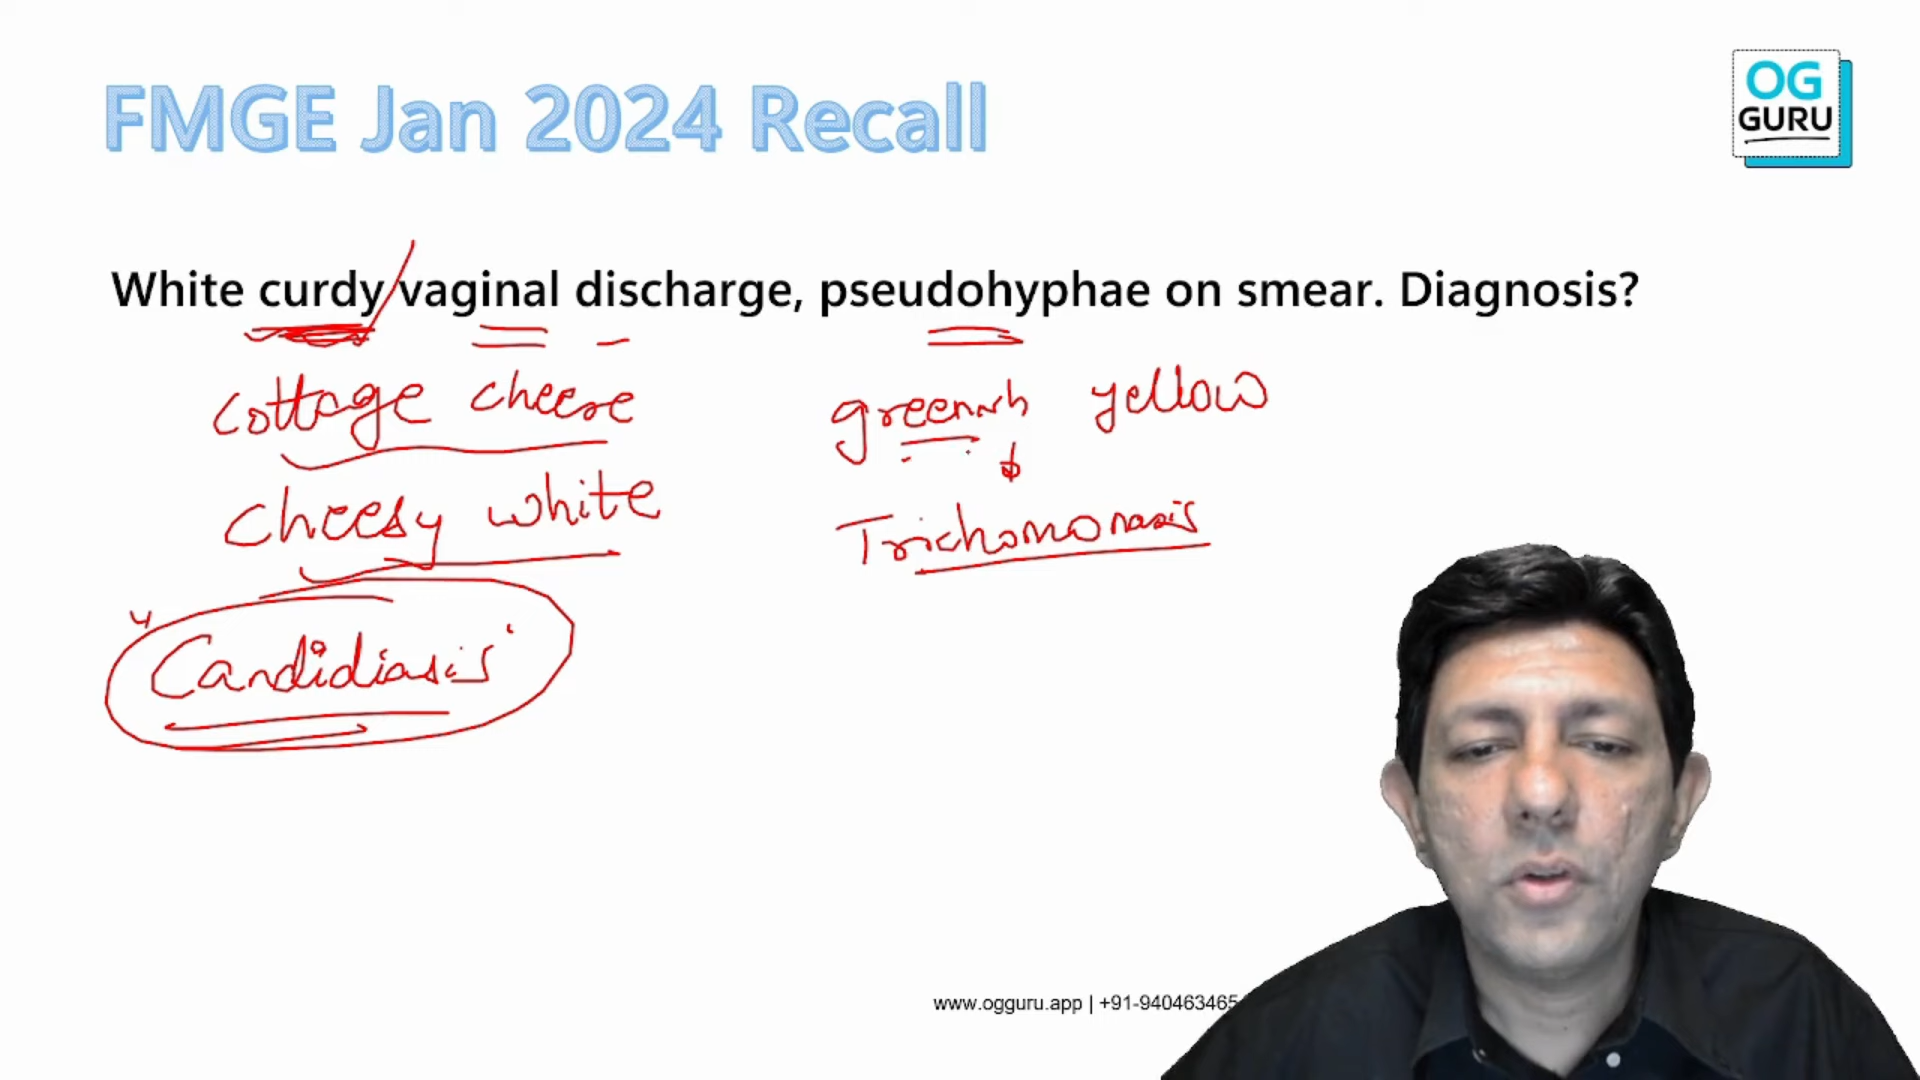 FMGE Jan 2024 Recall
OG
GURU
White curdy vaginal discharge, pseudohyphae on smear. Diagnosis?
cottage cheese
cheesy white
Candidiasis
greenish yellow
Trichomonasis
www.ogguru.app | +91-940463465